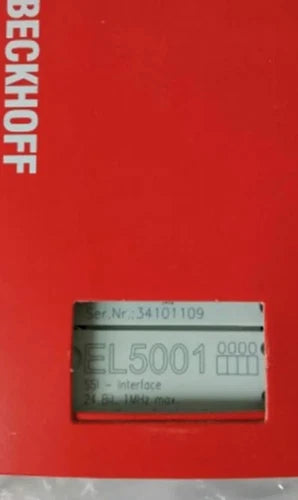 BECKHOFF
Ser.Nr.:34101109
EL5001
SSI - Interface
24 Bit, 1MHz max.